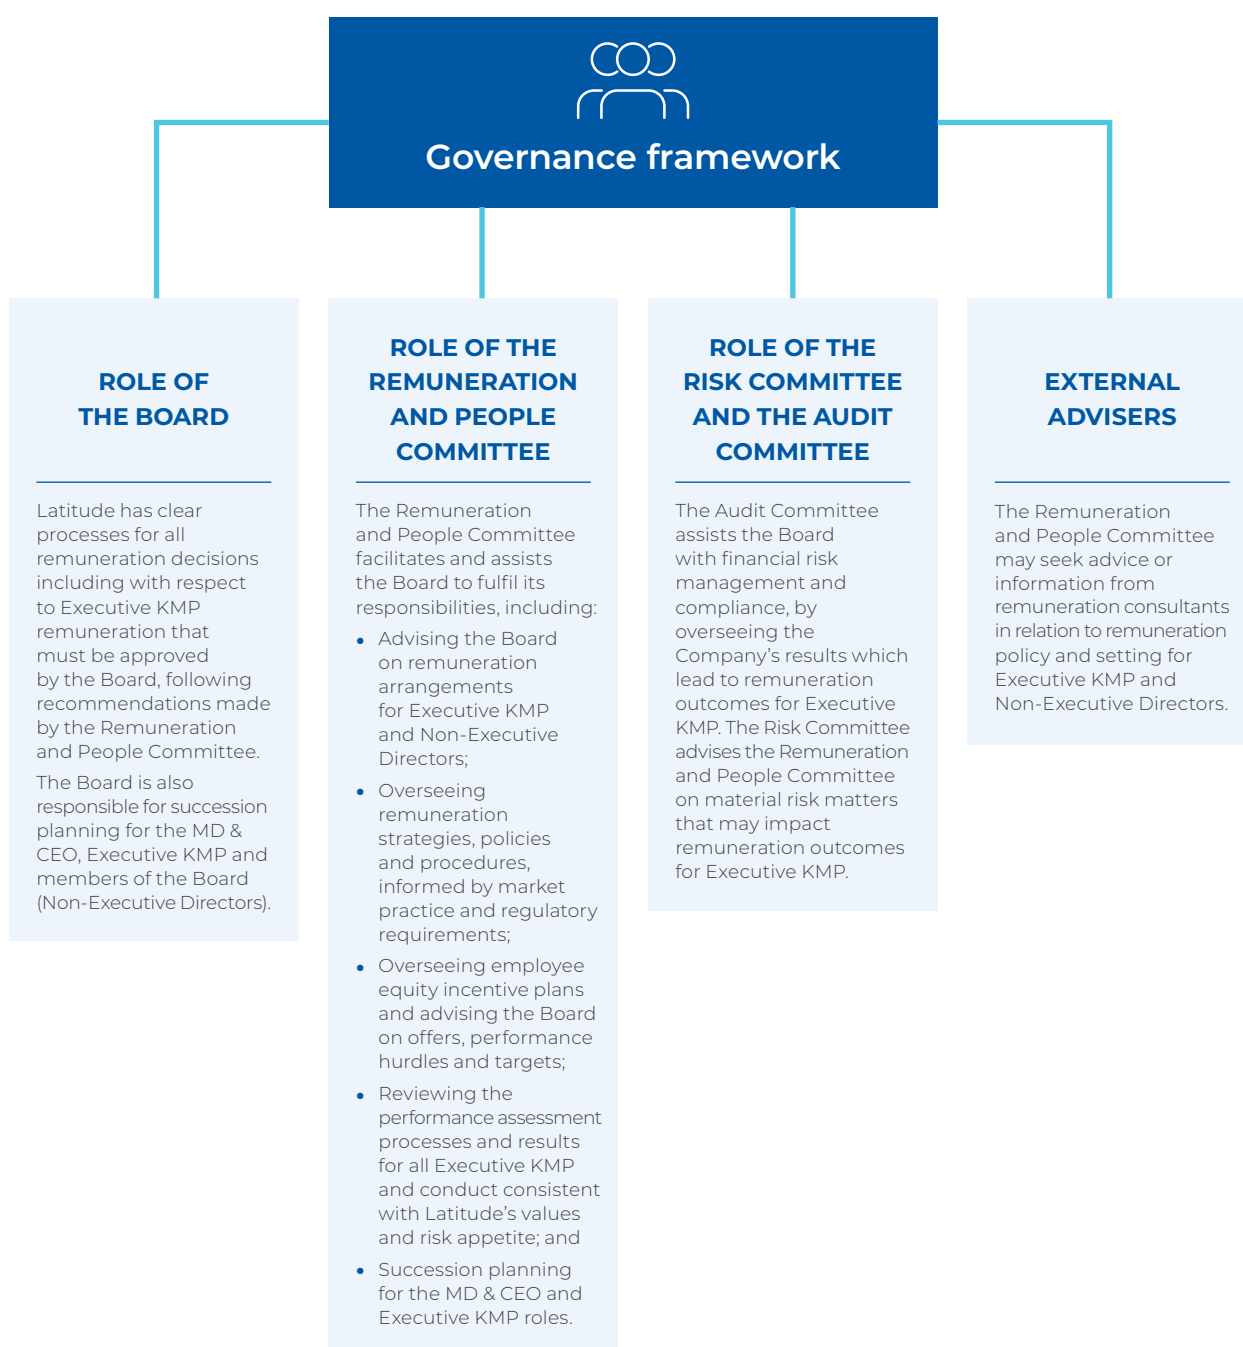 Governance framework
ROLE OF
THE BOARD
Latitude has clear
processes for all
remuneration decisions
including with respect
to Executive KMP
remuneration that
must be approved
by the Board, following
recommendations made
by the Remuneration
and People Committee.
The Board is also
responsible for succession
planning for the MD &
CEO, Executive KMP and
members of the Board
(Non-Executive Directors).
ROLE OF THE
REMUNERATION
AND PEOPLE
COMMITTEE
The Remuneration
and People Committee
facilitates and assists
the Board to fulfil its
responsibilities, including:
• Advising the Board
on remuneration
arrangements
for Executive KMP
and Non-Executive
Directors;
• Overseeing
remuneration
strategies, policies
and procedures,
informed by market
practice and regulatory
requirements;
• Overseeing employee
equity incentive plans
and advising the Board
on offers, performance
hurdles and targets;
• Reviewing the
performance assessment
processes and results
for all Executive KMP
and conduct consistent
with Latitude’s values
and risk appetite; and
• Succession planning
for the MD & CEO and
Executive KMP roles.
ROLE OF THE
RISK COMMITTEE
AND THE AUDIT
COMMITTEE
The Audit Committee
assists the Board
with financial risk
management and
compliance, by
overseeing the
Company’s results which
lead to remuneration
outcomes for Executive
KMP. The Risk Committee
advises the Remuneration
and People Committee
on material risk matters
that may impact
remuneration outcomes
for Executive KMP.
EXTERNAL
ADVISERS
The Remuneration
and People Committee
may seek advice or
information from
remuneration consultants
in relation to remuneration
policy and setting for
Executive KMP and
Non-Executive Directors.